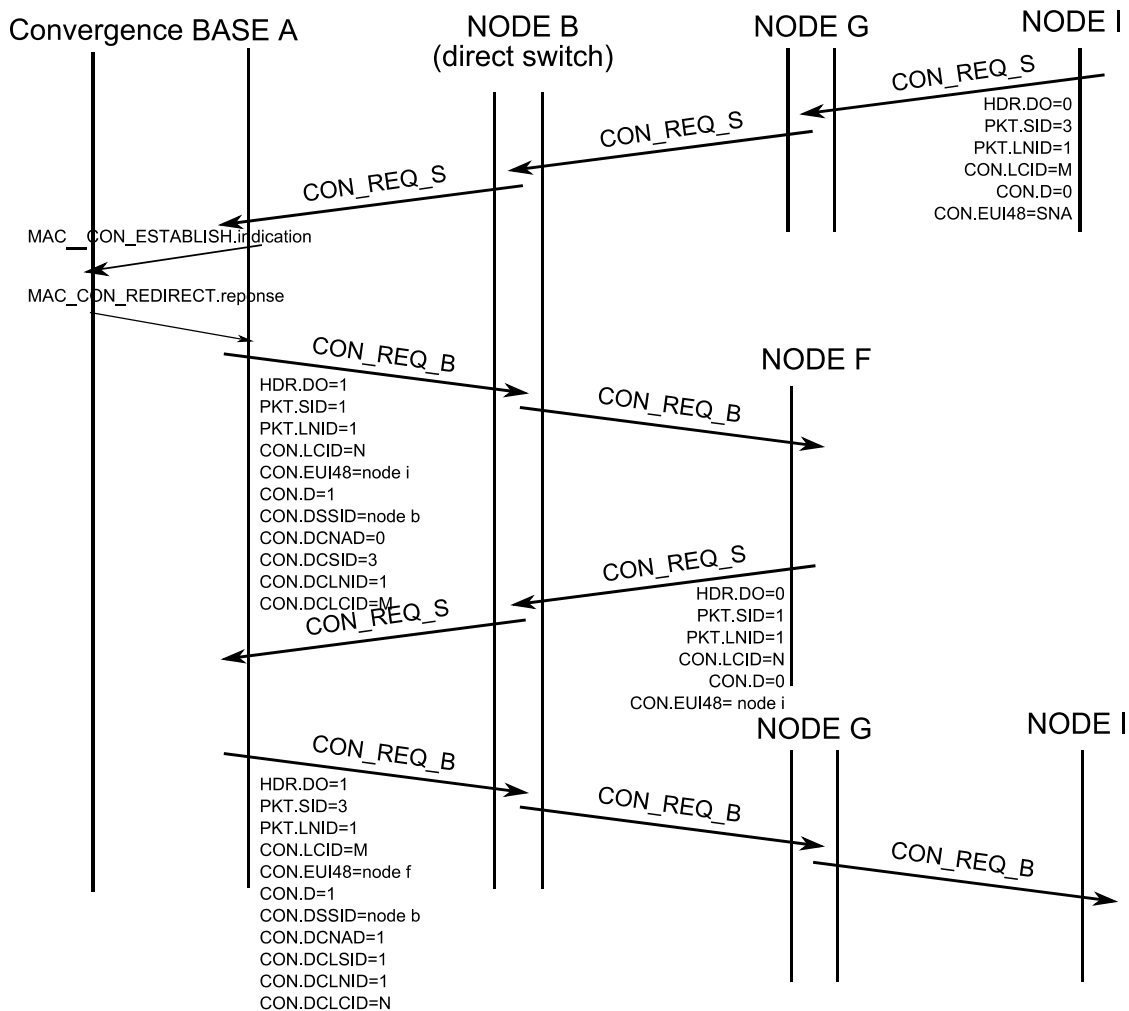 Convergence BASE A
NODE B
(direct switch)
NODE G
NODE I
CON_REQ_S
HDR.DO=0
PKT.SID=3
PKT.LNID=1
CON.LCID=M
CON.D=0
CON.EUI48=SNA
CON_REQ_S
CON_REQ_S
MAC__CON_ESTABLISH.indication
MAC_CON_REDIRECT.reponse
CON_REQ_B
HDR.DO=1
PKT.SID=1
PKT.LNID=1
CON.LCID=N
CON.EUI48=node i
CON.D=1
CON.DSSID=node b
CON.DCNAD=0
CON.DCSID=3
CON.DCLNID=1
CON.DCLCID=M
NODE F
CON_REQ_B
CON_REQ_S
HDR.DO=0
PKT.SID=1
PKT.LNID=1
CON.LCID=N
CON.D=0
CON.EUI48= node i
CON_REQ_S
NODE G
NODE I
CON_REQ_B
HDR.DO=1
PKT.SID=3
PKT.LNID=1
CON.LCID=M
CON.EUI48=node f
CON.D=1
CON.DSSID=node b
CON.DCNAD=1
CON.DCLSID=1
CON.DCLNID=1
CON.DCLCID=N
CON_REQ_B
CON_REQ_B